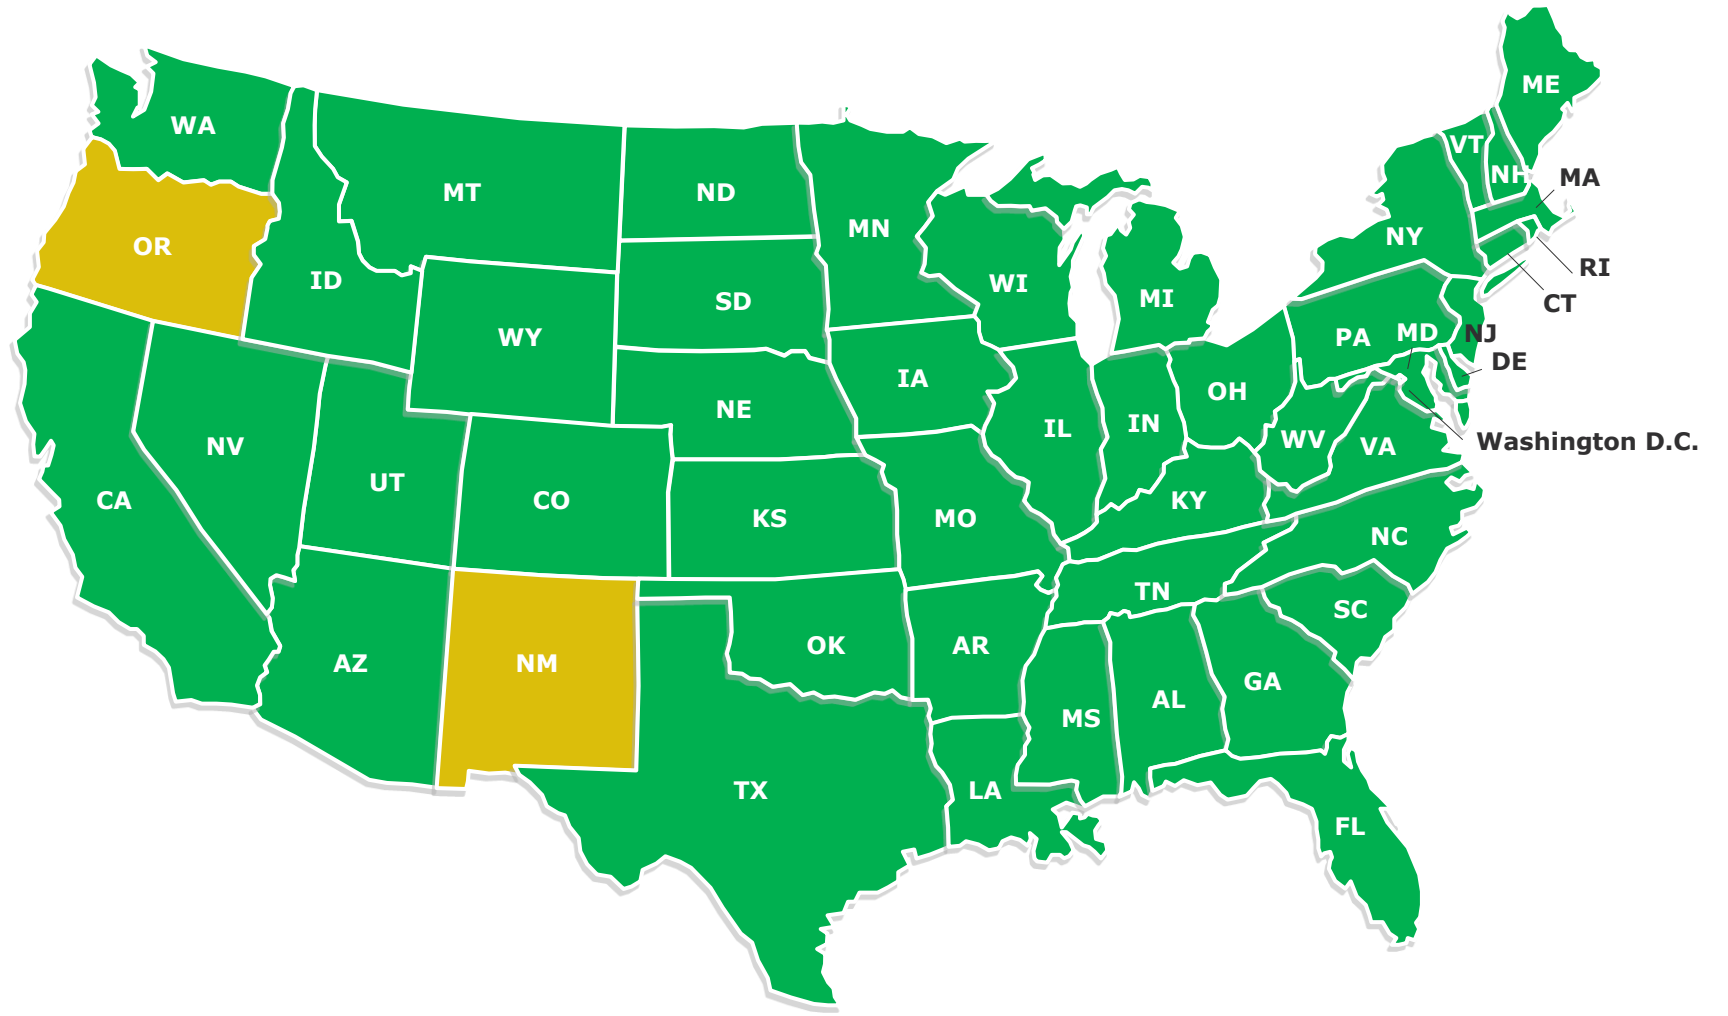 ME
WA
VT
NH
MA
MT
ND
MN
NY
OR
RI
ID
WI
SD
MI
CT
WY
PA
MD
NJ
DE
IA
OH
NE
IN
IL
WV
VA
Washington D.C.
NV
UT
CA
CO
KS
MO
KY
NC
TN
SC
AZ
NM
OK
AR
GA
AL
MS
TX
LA
FL